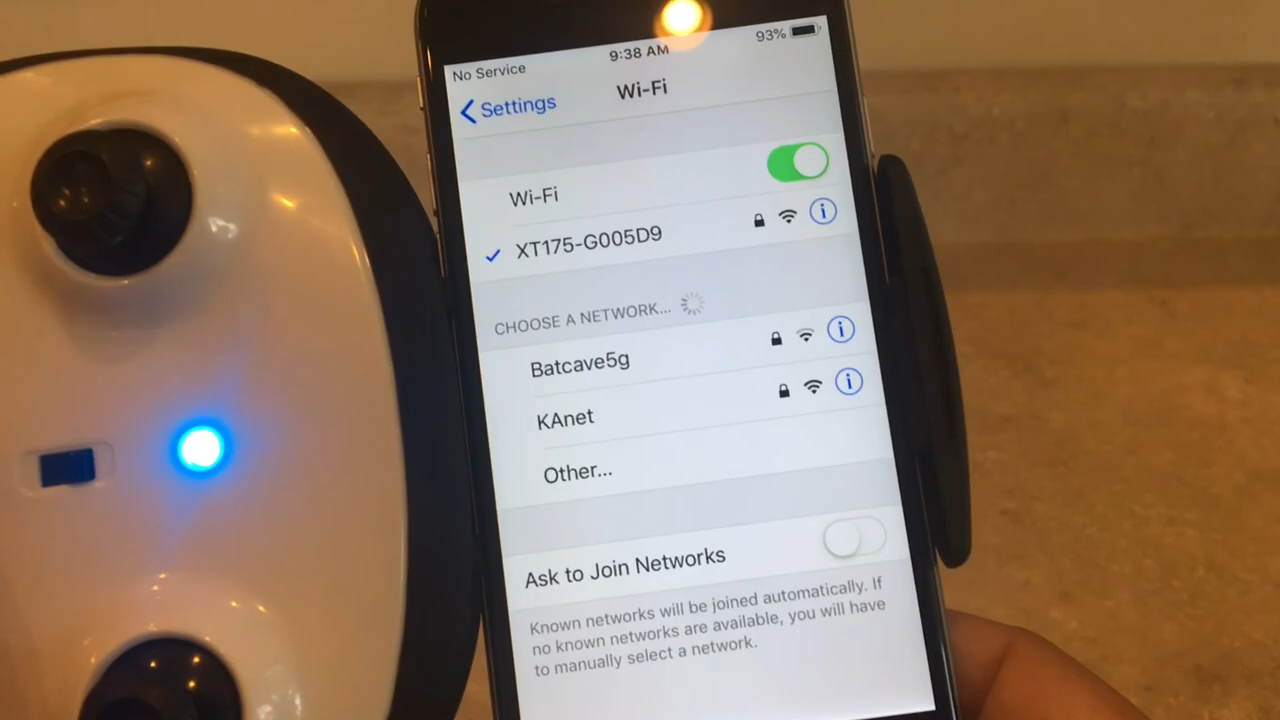 No Service 9:38 AM 93%
Settings Wi-Fi
Wi-Fi
XT175-G005D9
CHOOSE A NETWORK...
Batcave5g
KAnet
Other...
Ask to Join Networks
Known networks will be joined automatically. If
no known networks are available, you will have
to manually select a network.